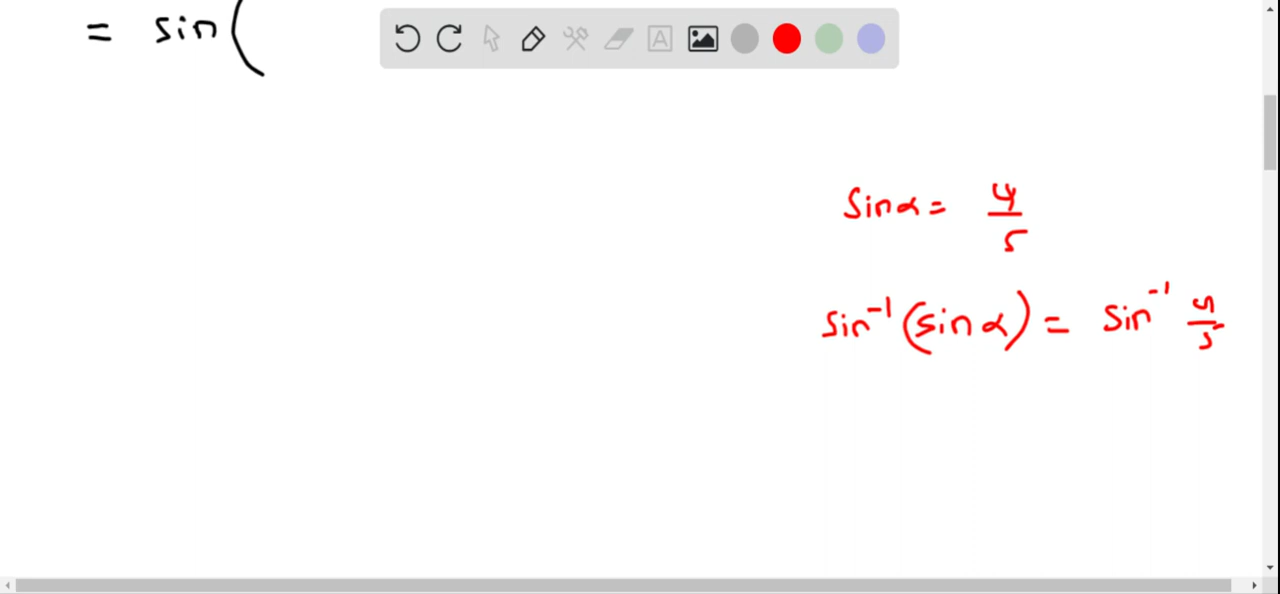 = sin(
sinα = 4/5
sin⁻¹(sinα) = sin⁻¹ 4/5